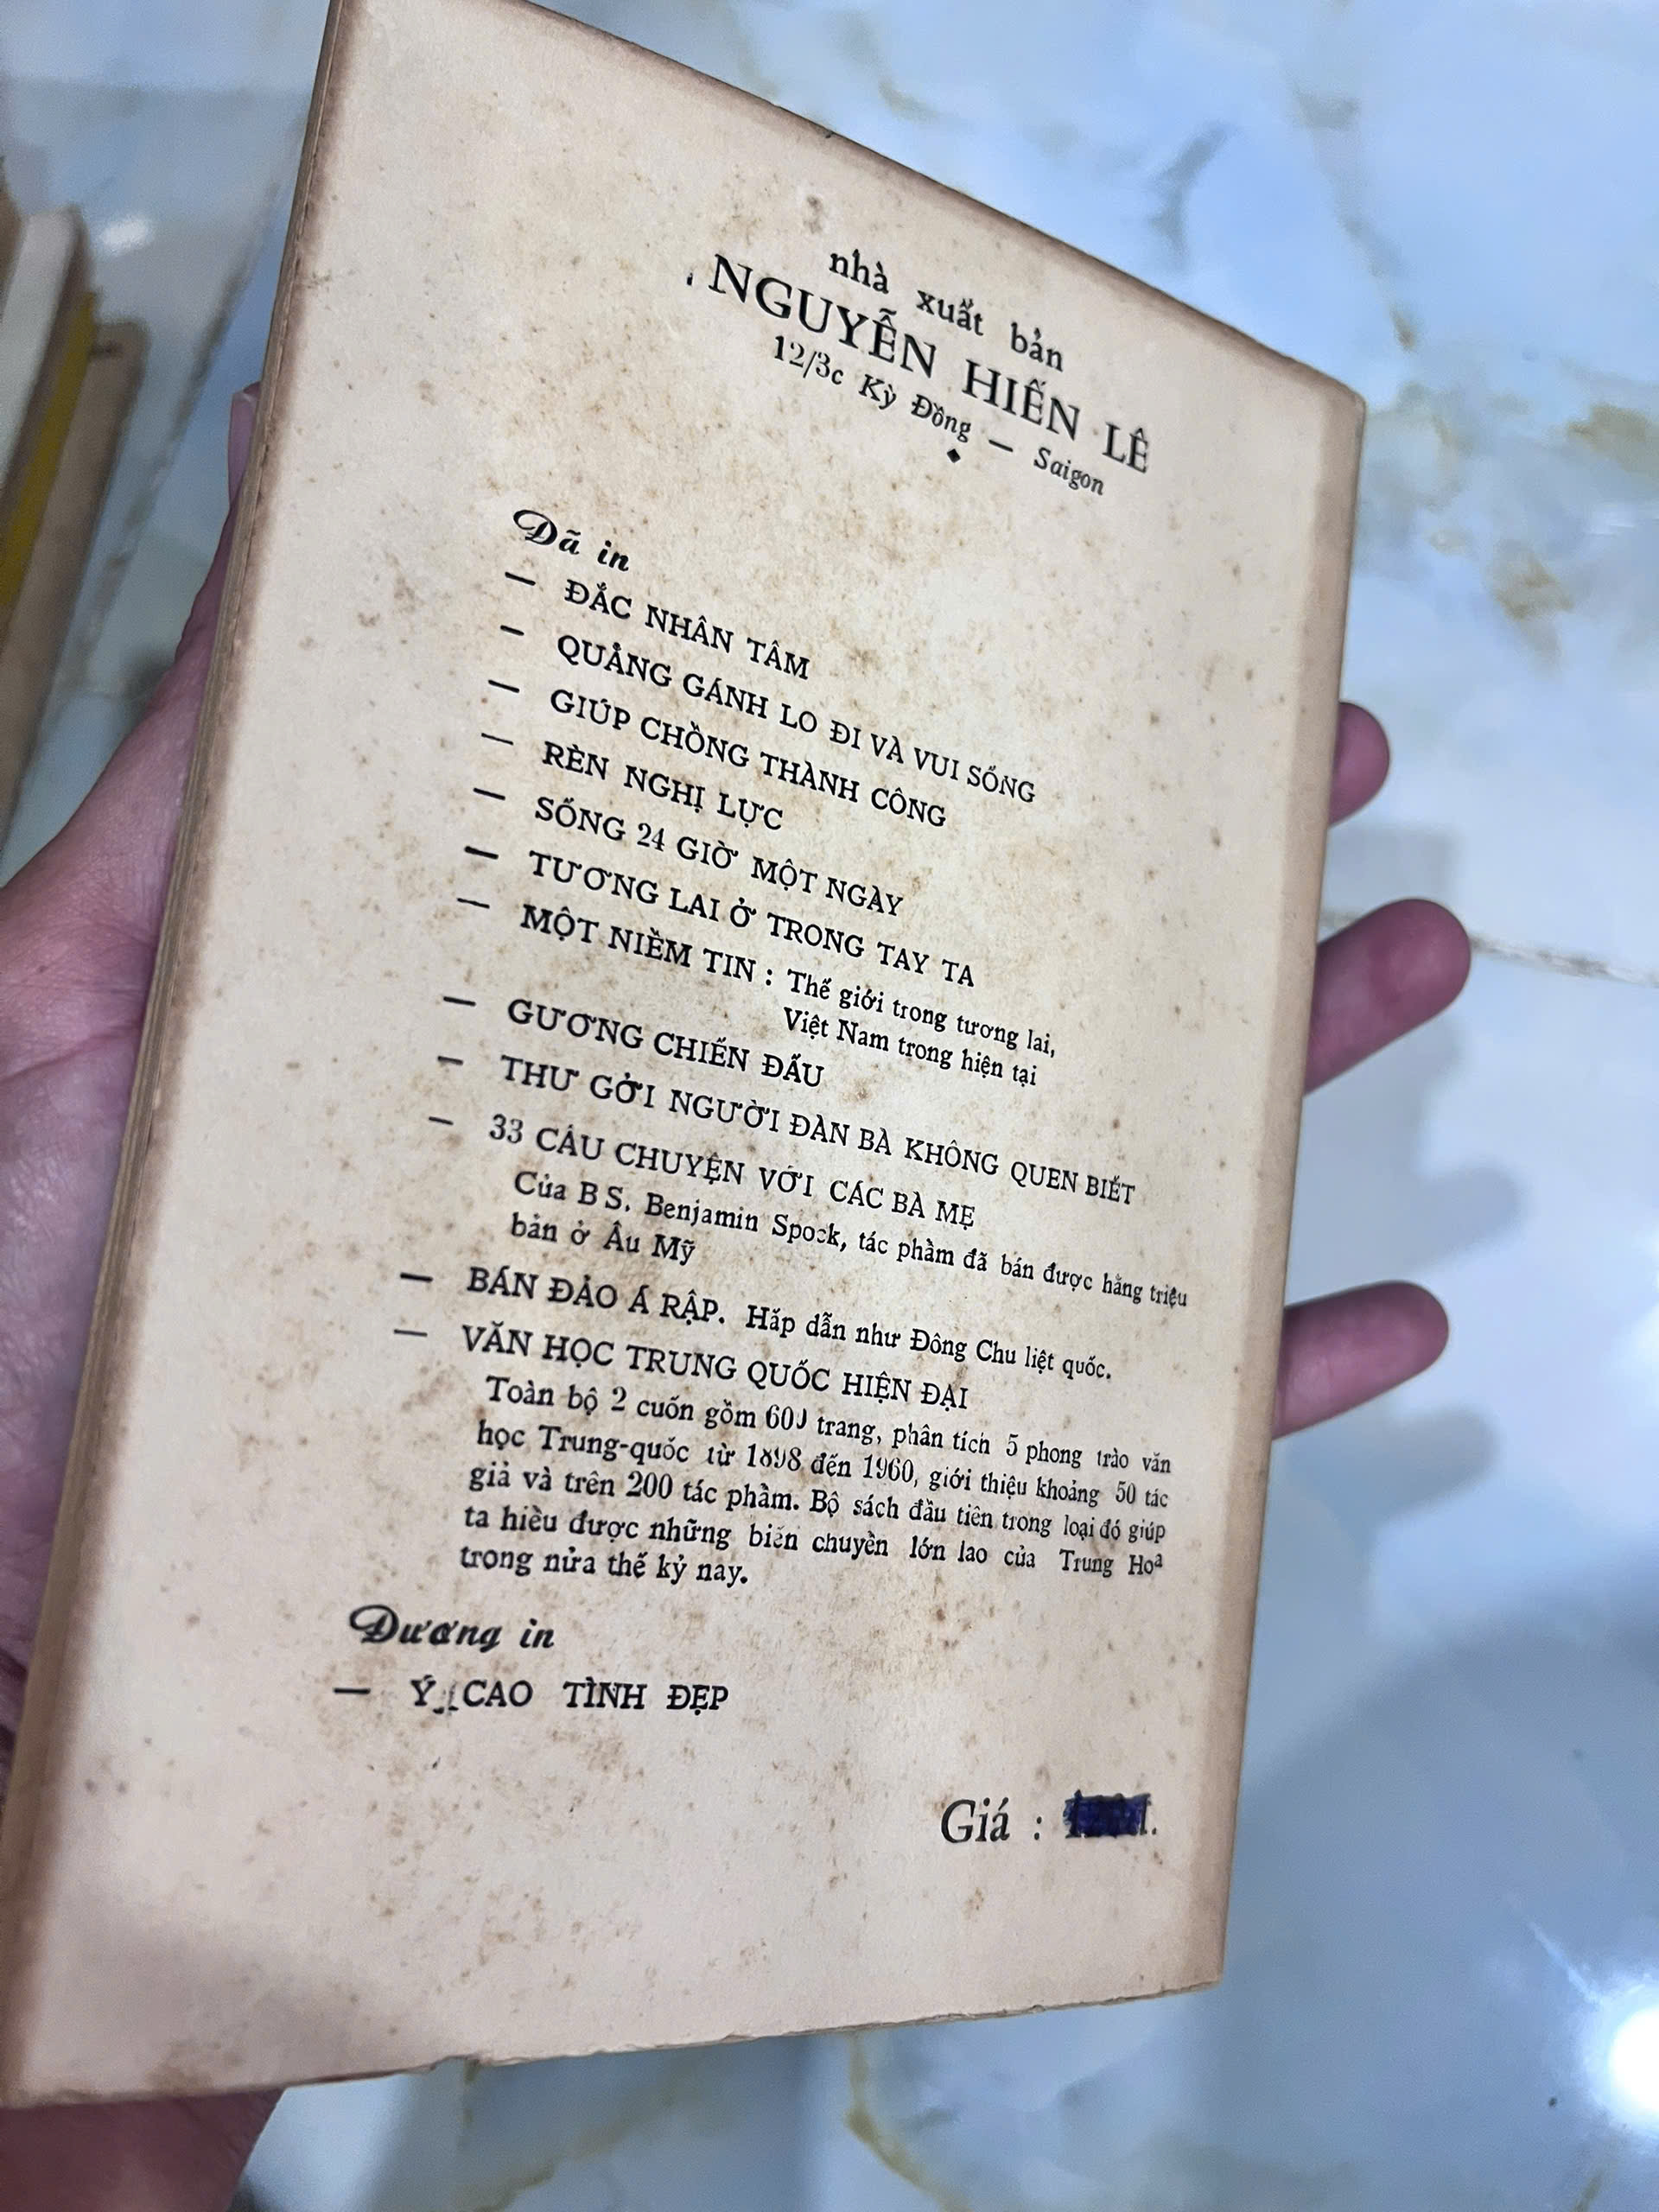 nhà xuất bản
NGUYỄN HIẾN LÊ
12/3c Kỳ Đồng — Saigon
Đã in
— ĐẮC NHÂN TÂM
— QUẲNG GÁNH LO ĐI VÀ VUI SỐNG
— GIÚP CHỒNG THÀNH CÔNG
— RÈN NGHỊ LỰC
— SỐNG 24 GIỜ MỘT NGÀY
— TƯƠNG LAI Ở TRONG TAY TA
— MỘT NIỀM TIN : Thế giới trong tương lai,
Việt Nam trong hiện tại
— GƯƠNG CHIẾN ĐẤU
— THƯ GỞI NGƯỜI ĐÀN BÀ KHÔNG QUEN BIẾT
— 33 CÂU CHUYỆN VỚI CÁC BÀ MẸ
Của BS. Benjamin Spock, tác phẩm đã bán được hằng triệu
bản ở Âu Mỹ
— BÁN ĐẢO Á RẬP. Hấp dẫn như Đông Chu liệt quốc.
— VĂN HỌC TRUNG QUỐC HIỆN ĐẠI
Toàn bộ 2 cuốn gồm 600 trang, phân tích 5 phong trào văn
học Trung-quốc từ 1898 đến 1960, giới thiệu khoảng 50 tác
giả và trên 200 tác phẩm. Bộ sách đầu tiên trong loại đó giúp
ta hiểu được những biến chuyển lớn lao của Trung Hoa
trong nửa thế kỷ nay.
Đương in
— Ý CAO TÌNH ĐẸP
Giá :